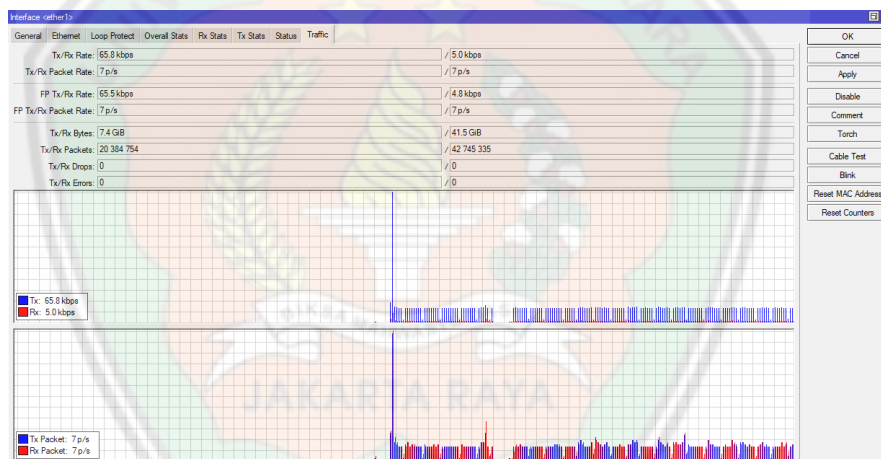 Interface <ether1>
General Ethernet Loop Protect Overall Stats Rx Stats Tx Stats Status Traffic
OK
Tx/Rx Rate: 65.8 kbps / 5.0 kbps
Cancel
Tx/Rx Packet Rate: 7 p/s / 7 p/s
Apply
FP Tx/Rx Rate: 65.5 kbps / 4.8 kbps
Disable
FP Tx/Rx Packet Rate: 7 p/s / 7 p/s
Comment
Tx/Rx Bytes: 7.4 GiB / 41.5 GiB
Torch
Tx/Rx Packets: 20 384 754 / 42 745 335
Cable Test
Tx/Rx Drops: 0 / 0
Blink
Tx/Rx Errors: 0 / 0
Reset MAC Address
Reset Counters
Tx: 65.8 kbps
Rx: 5.0 kbps
JAKARTA RAYA
Tx Packet: 7 p/s
Rx Packet: 7 p/s